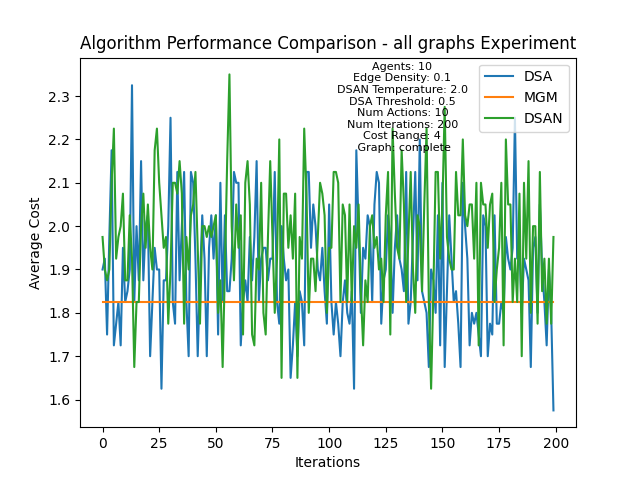 Algorithm Performance Comparison - all graphs Experiment
Agents: 10
Edge Density: 0.1
DSAN Temperature: 2.0
DSA Threshold: 0.5
Num Actions: 10
Num Iterations: 200
Cost Range: 4
Graph: complete
DSA
MGM
DSAN
Average Cost
2.3
2.2
2.1
2.0
1.9
1.8
1.7
1.6
0 25 50 75 100 125 150 175 200
Iterations